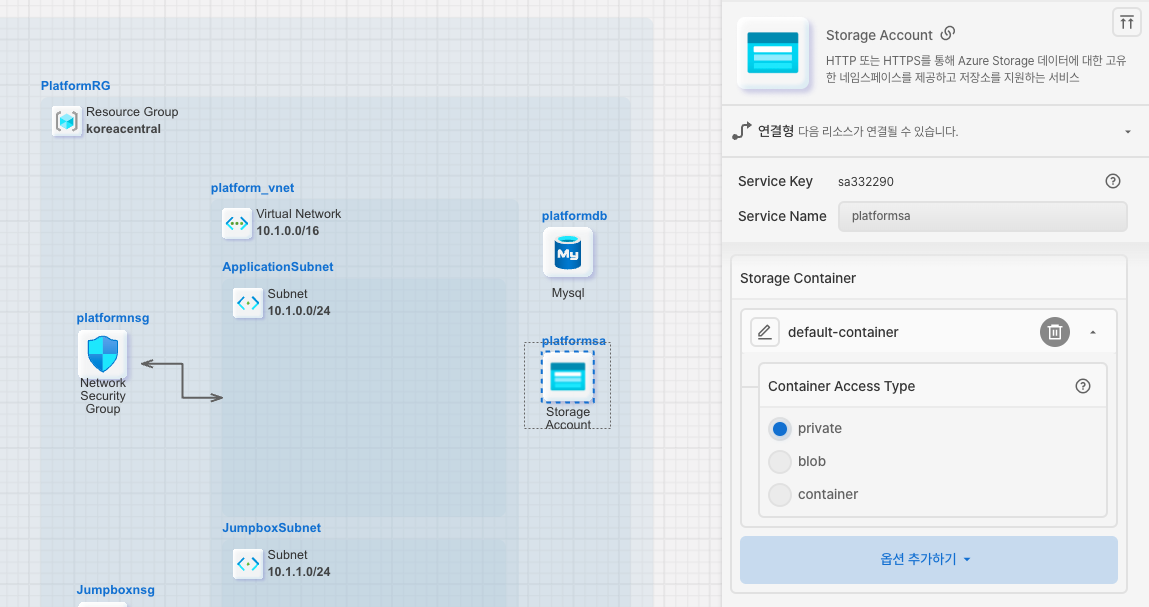 PlatformRG
Resource Group
koreacentral
platform_vnet
Virtual Network
10.1.0.0/16
ApplicationSubnet
Subnet
10.1.0.0/24
platformnsg
Network
Security
Group
platformdb
My
Mysql
platformsa
Storage
Account
JumpboxSubnet
Subnet
10.1.1.0/24
Jumpboxnsg
Storage Account
HTTP 또는 HTTPS를 통해 Azure Storage 데이터에 대한 고유
한 네임스페이스를 제공하고 저장소를 지원하는 서비스
연결형 다음 리소스가 연결될 수 있습니다.
Service Key sa332290
Service Name platformsa
Storage Container
default-container
Container Access Type
private
blob
container
옵션 추가하기